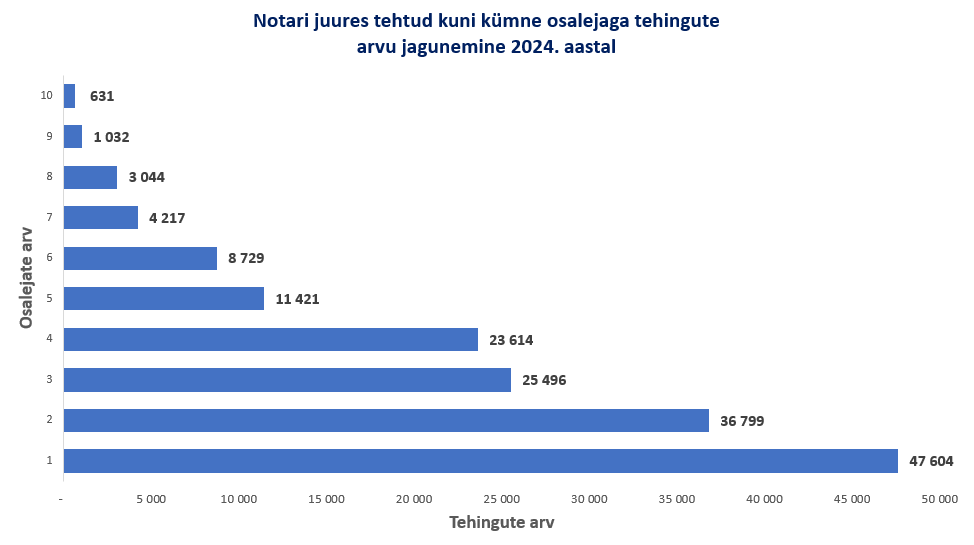 Notari juures tehtud kuni kümne osalejaga tehingute
arvu jagunemine 2024. aastal
Osalejate arv
10 631
9 1 032
8 3 044
7 4 217
6 8 729
5 11 421
4 23 614
3 25 496
2 36 799
1 47 604
- 5 000 10 000 15 000 20 000 25 000 30 000 35 000 40 000 45 000 50 000
Tehingute arv